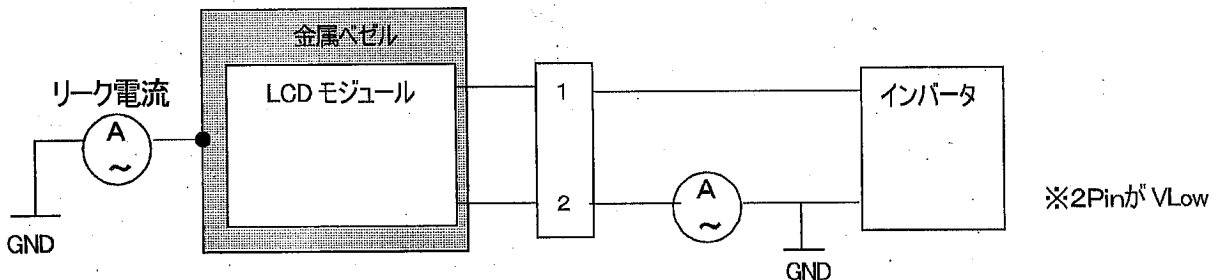 金属ベゼル
リーク電流
LCD モジュール
1
インバータ
A
~
2
A
~
※2PinがVLow
GND
GND